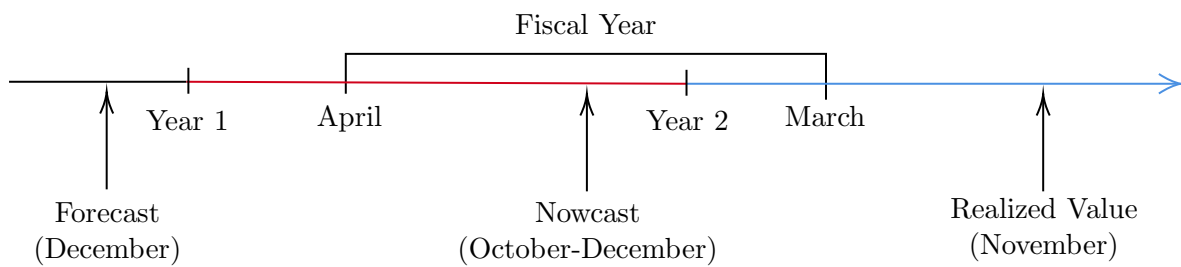 Fiscal Year
Year 1
April
Year 2
March
Forecast
(December)
Nowcast
(October-December)
Realized Value
(November)